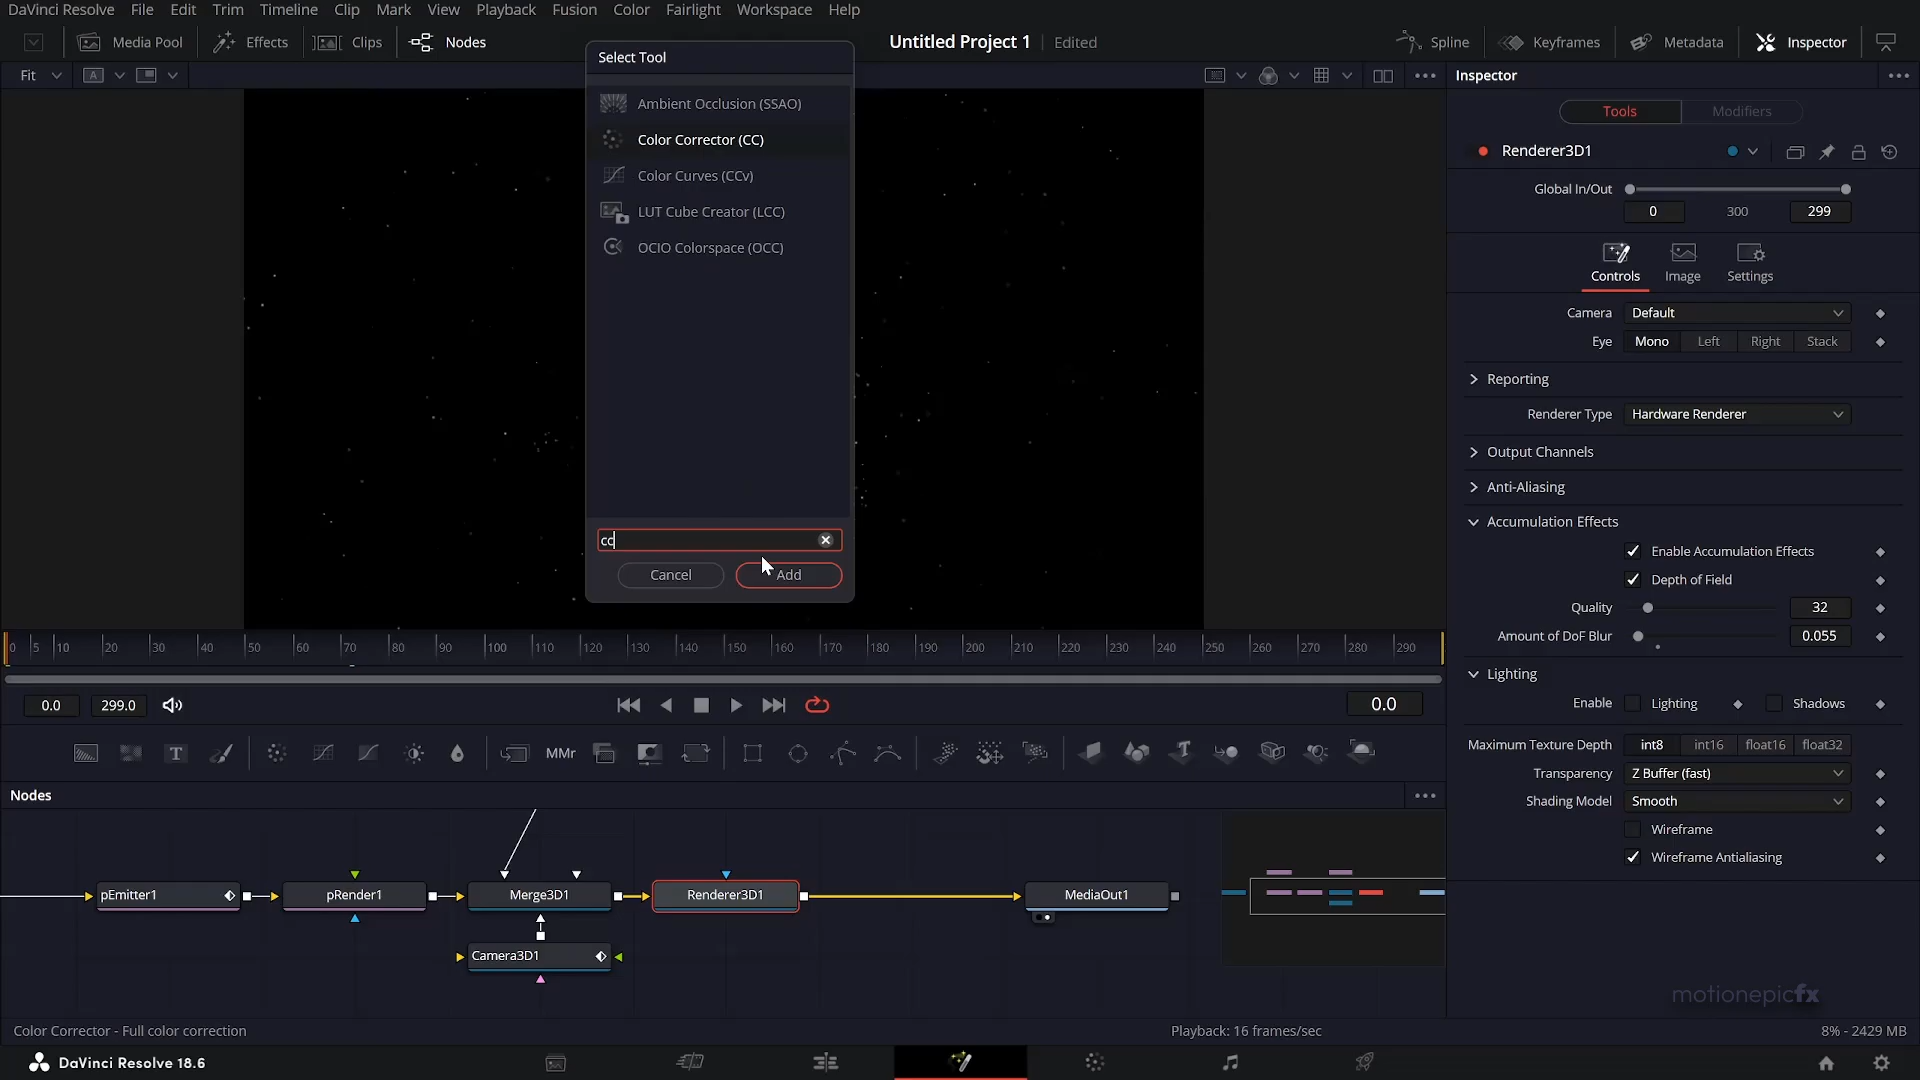 DaVinci Resolve File Edit Trim Timeline Clip Mark View Playback Fusion Color Fairlight Workspace Help
Media Pool Effects Clips Nodes
Untitled Project 1 Edited
Spline Keyframes Metadata Inspector
Fit
A
Select Tool
Ambient Occlusion (SSAO)
Color Corrector (CC)
Color Curves (CCv)
LUT Cube Creator (LCC)
OCIO Colorspace (OCC)
cc
Cancel Add
Inspector
Tools Modifiers
Renderer3D1
Global In/Out
0 300 299
Controls Image Settings
Camera Default
Eye Mono Left Right Stack
Reporting
Renderer Type Hardware Renderer
Output Channels
Anti-Aliasing
Accumulation Effects
Enable Accumulation Effects
Depth of Field
Quality 32
Amount of DoF Blur 0.055
Lighting
Enable Lighting Shadows
Maximum Texture Depth int8 int16 float16 float32
Transparency Z Buffer (fast)
Shading Model Smooth
Wireframe
Wireframe Antialiasing
0 5 10 20 30 40 50 60 70 80 90 100 110 120 130 140 150 160 170 180 190 200 210 220 230 240 250 260 270 280 290
0.0 299.0 0.0
T MMr T
Nodes
pEmitter1 pRender1 Merge3D1 Renderer3D1 MediaOut1
Camera3D1
motionepicfx
Color Corrector - Full color correction
Playback: 16 frames/sec
8% - 2429 MB
DaVinci Resolve 18.6